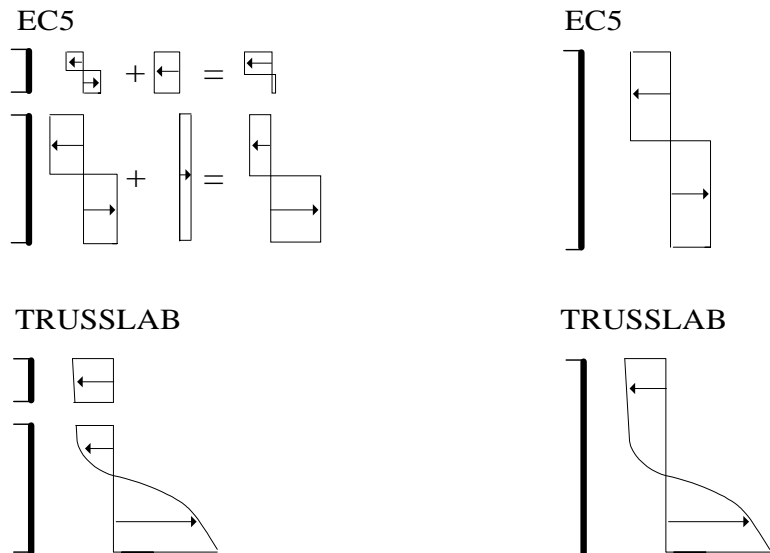 EC5
EC5
+ =
+ =
TRUSSLAB
TRUSSLAB